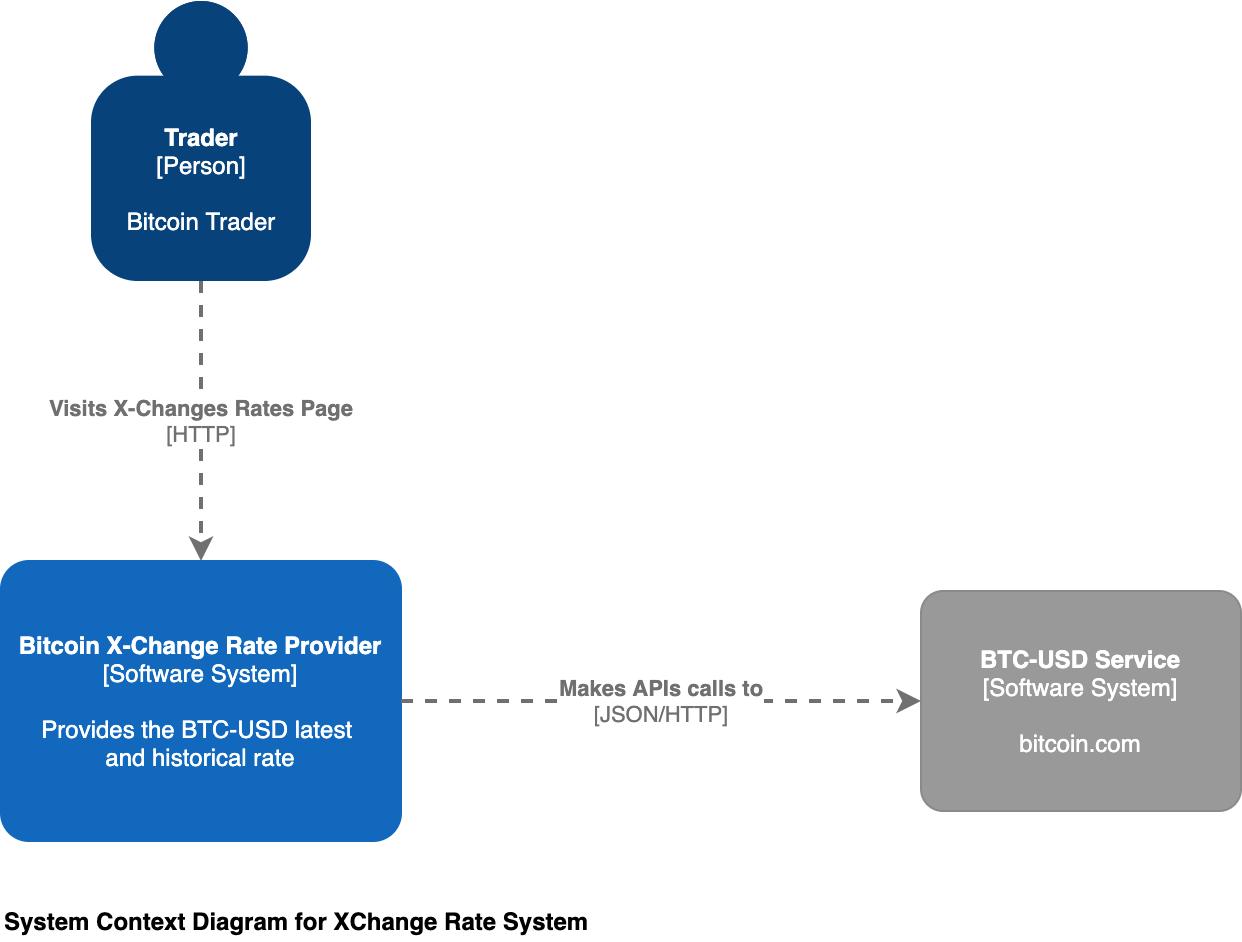 Trader
[Person]
Bitcoin Trader
Visits X-Changes Rates Page
[HTTP]
Bitcoin X-Change Rate Provider
[Software System]
Provides the BTC-USD latest
and historical rate
Makes APIs calls to
[JSON/HTTP]
BTC-USD Service
[Software System]
bitcoin.com
System Context Diagram for XChange Rate System